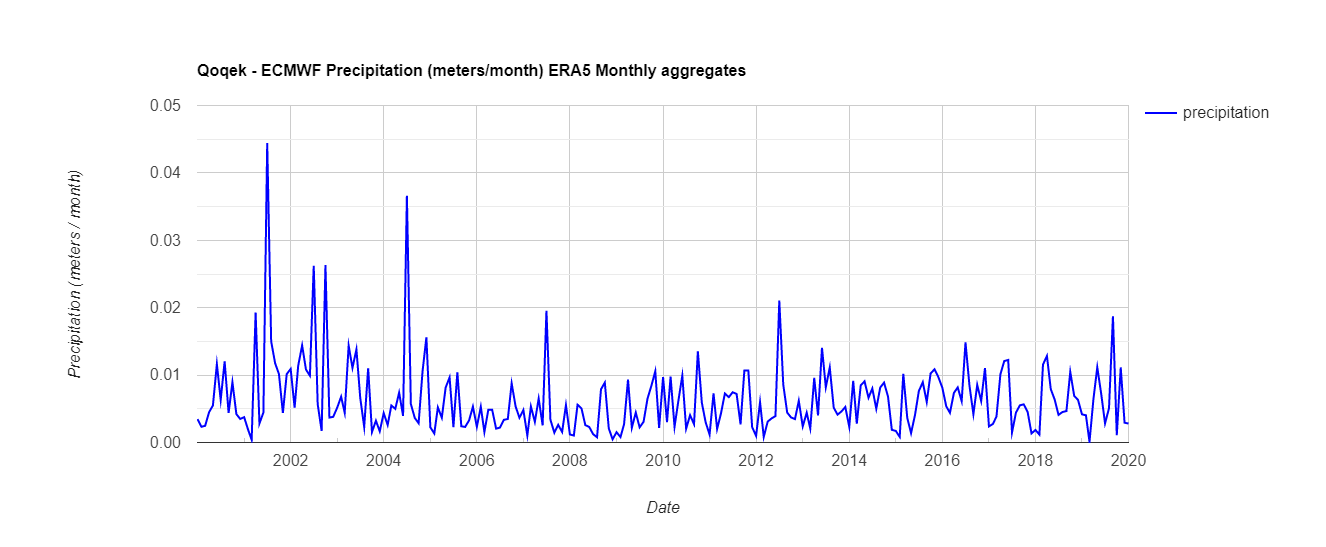 Qoqek - ECMWF Precipitation (meters/month) ERA5 Monthly aggregates
precipitation
Precipitation (meters / month)
0.05
0.04
0.03
0.02
0.01
0.00
2002 2004 2006 2008 2010 2012 2014 2016 2018 2020
Date